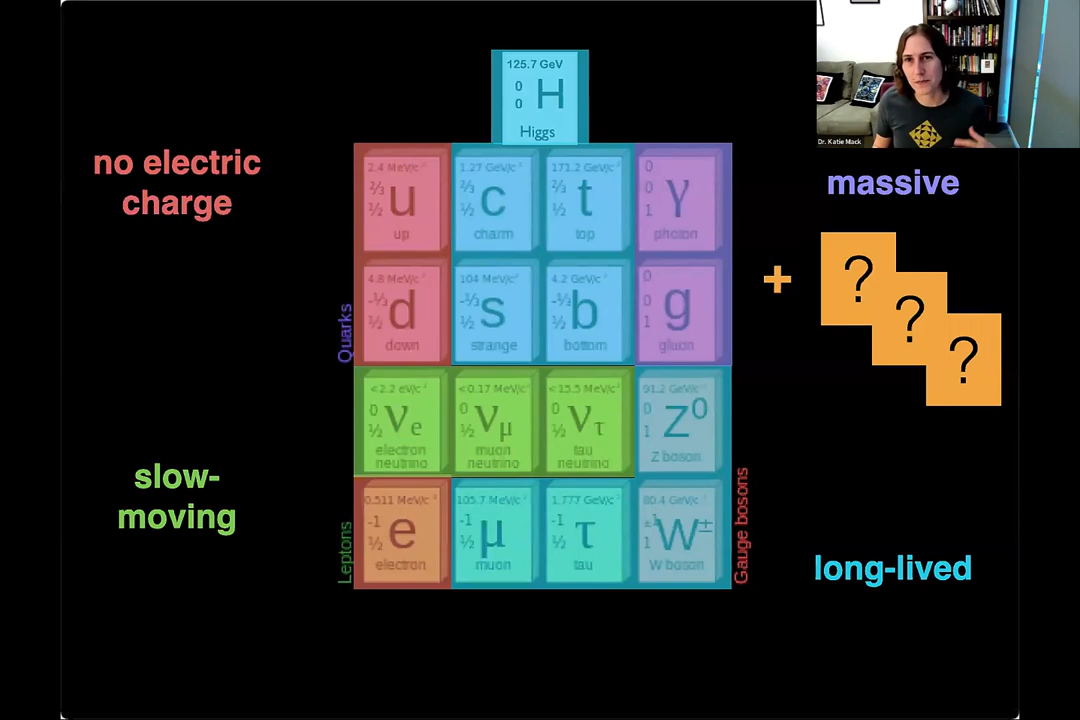 125.7 GeV
0
0
H
Higgs
Dr. Katie Mack
no electric
charge
massive
2.4 MeV/c²
⅔
½
u
up
1.27 GeV/c²
⅔
½
c
charm
171.2 GeV/c²
⅔
½
t
top
0
0
1
γ
photon
+
?
?
?
Quarks
4.8 MeV/c²
-⅓
½
d
down
104 MeV/c²
-⅓
½
s
strange
4.2 GeV/c²
-⅓
½
b
bottom
0
0
1
g
gluon
<2.2 eV/c²
0
½
νe
electron
neutrino
<0.17 MeV/c²
0
½
νμ
muon
neutrino
<15.5 MeV/c²
0
½
ντ
tau
neutrino
91.2 GeV/c²
0
1
Z⁰
Z boson
slow-
moving
Leptons
0.511 MeV/c²
-1
½
e
electron
105.7 MeV/c²
-1
½
μ
muon
1.777 GeV/c²
-1
½
τ
tau
80.4 GeV/c²
±1
1
W±
W boson
Gauge bosons
long-lived